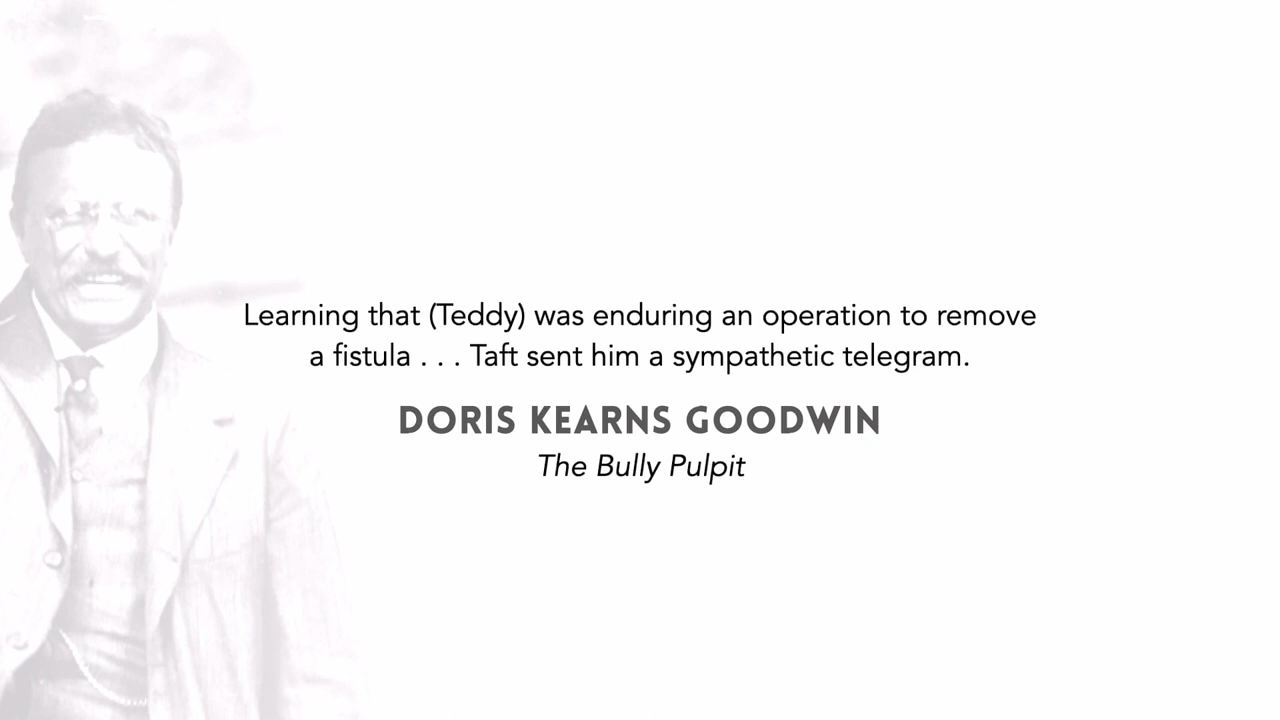 Learning that (Teddy) was enduring an operation to remove
a fistula . . . Taft sent him a sympathetic telegram.
DORIS KEARNS GOODWIN
The Bully Pulpit